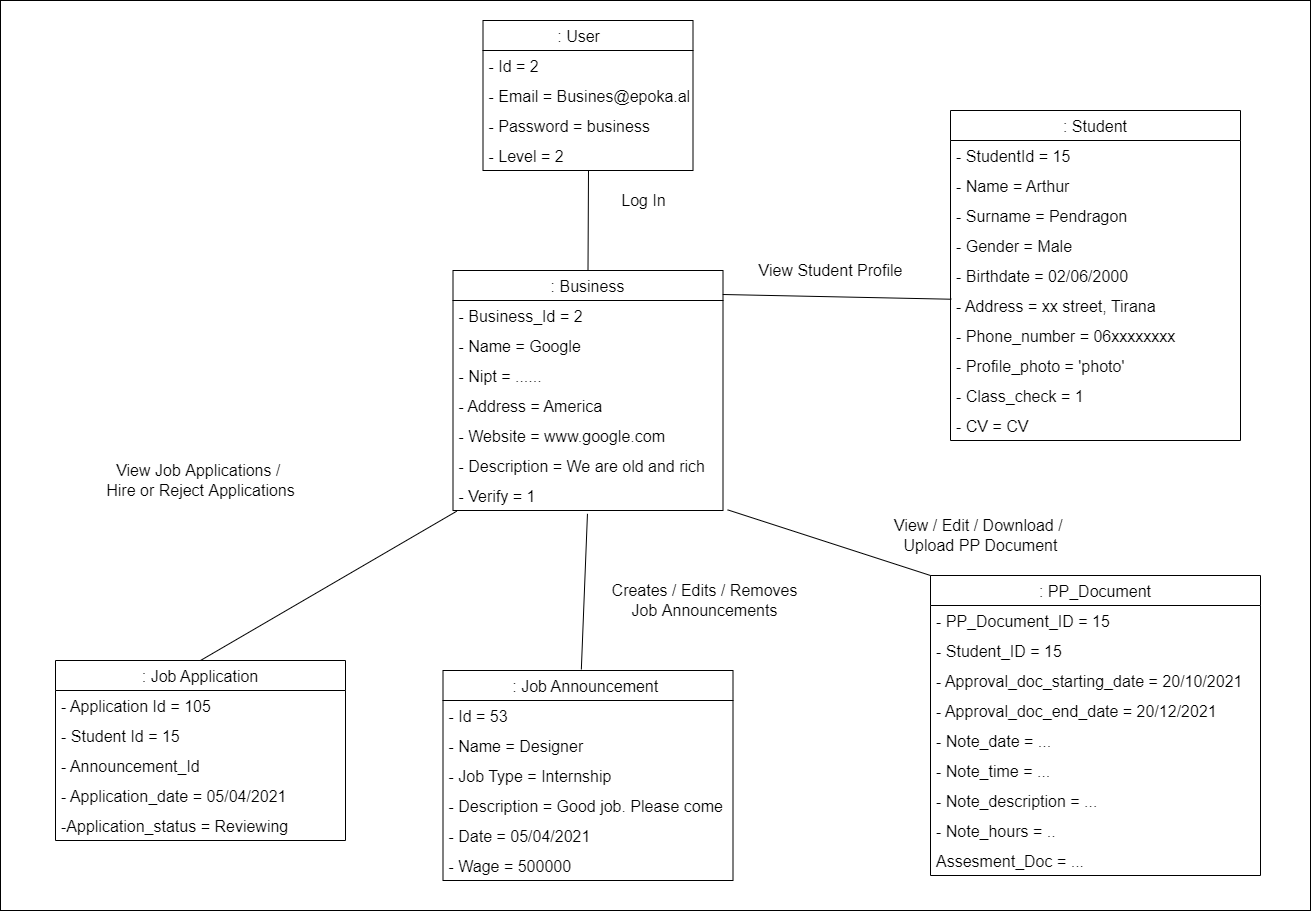 : User
- Id = 2
- Email = Busines@epoka.al
- Password = business
- Level = 2
Log In
: Student
- StudentId = 15
- Name = Arthur
- Surname = Pendragon
- Gender = Male
- Birthdate = 02/06/2000
- Address = xx street, Tirana
- Phone_number = 06xxxxxxxx
- Profile_photo = 'photo'
- Class_check = 1
- CV = CV
View Student Profile
: Business
- Business_Id = 2
- Name = Google
- Nipt = ......
- Address = America
- Website = www.google.com
- Description = We are old and rich
- Verify = 1
View Job Applications /
Hire or Reject Applications
Creates / Edits / Removes
Job Announcements
View / Edit / Download /
Upload PP Document
: Job Application
- Application Id = 105
- Student Id = 15
- Announcement_Id
- Application_date = 05/04/2021
-Application_status = Reviewing
: Job Announcement
- Id = 53
- Name = Designer
- Job Type = Internship
- Description = Good job. Please come
- Date = 05/04/2021
- Wage = 500000
: PP_Document
- PP_Document_ID = 15
- Student_ID = 15
- Approval_doc_starting_date = 20/10/2021
- Approval_doc_end_date = 20/12/2021
- Note_date = ...
- Note_time = ...
- Note_description = ...
- Note_hours = ..
Assesment_Doc = ...